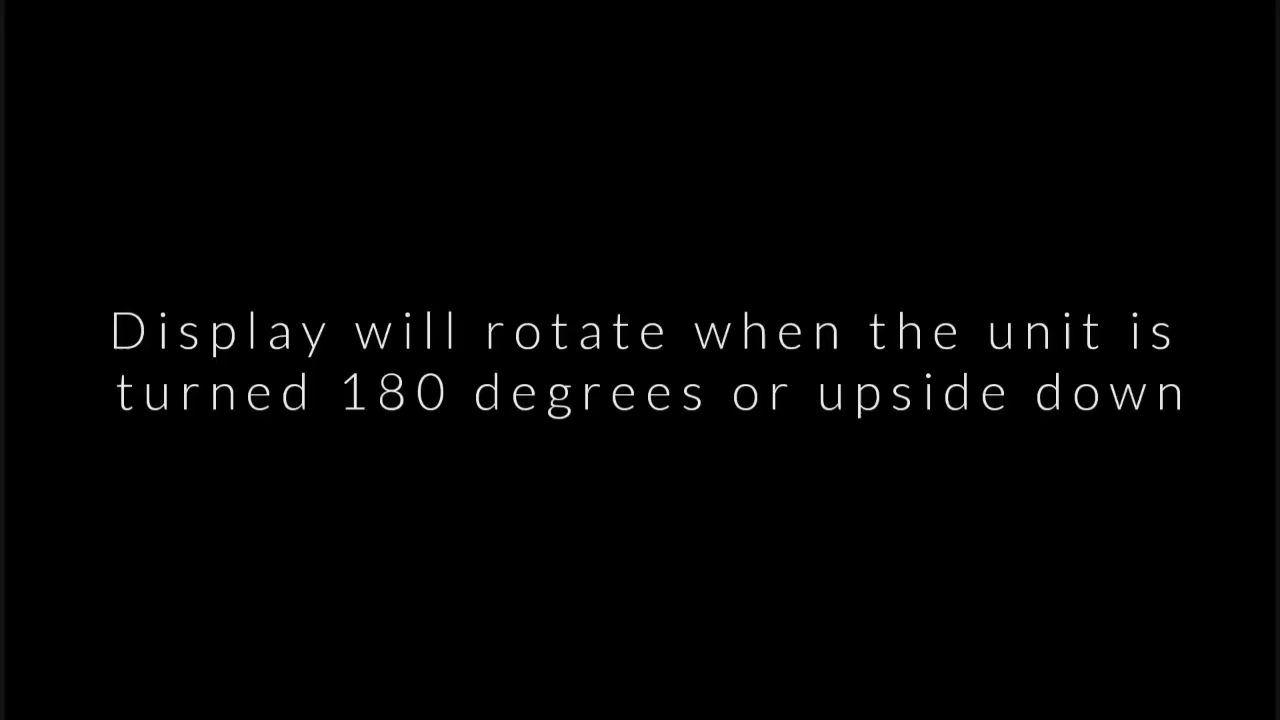 Display will rotate when the unit is
turned 180 degrees or upside down